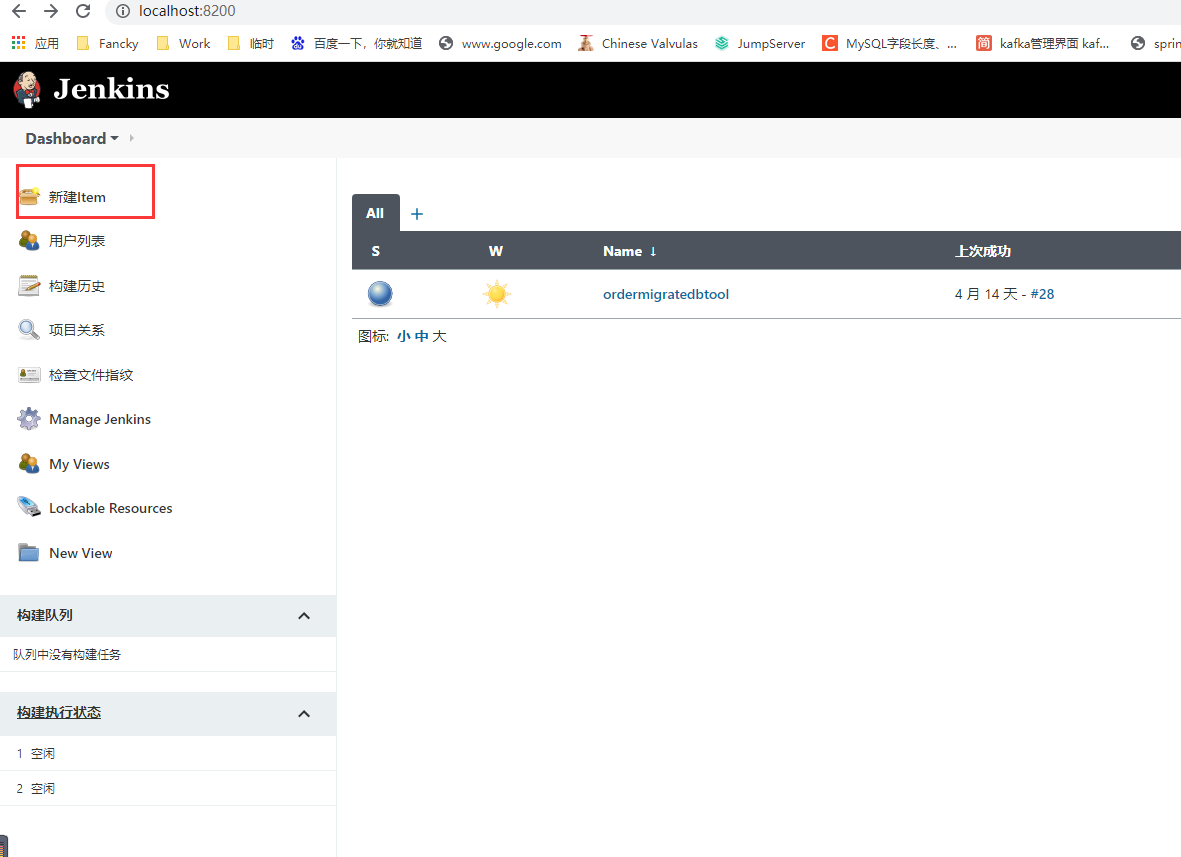 localhost:8200
应用 Fancky Work 临时 百度一下，你就知道 www.google.com Chinese Valvulas JumpServer C MySQL字段长度、... 简 kafka管理界面 kaf... sprin
Jenkins
Dashboard
新建Item
用户列表
构建历史
项目关系
检查文件指纹
Manage Jenkins
My Views
Lockable Resources
New View
构建队列
队列中没有构建任务
构建执行状态
1 空闲
2 空闲
All +
S W Name ↓ 上次成功
ordermigratedbtool 4 月 14 天 - #28
图标: 小 中 大